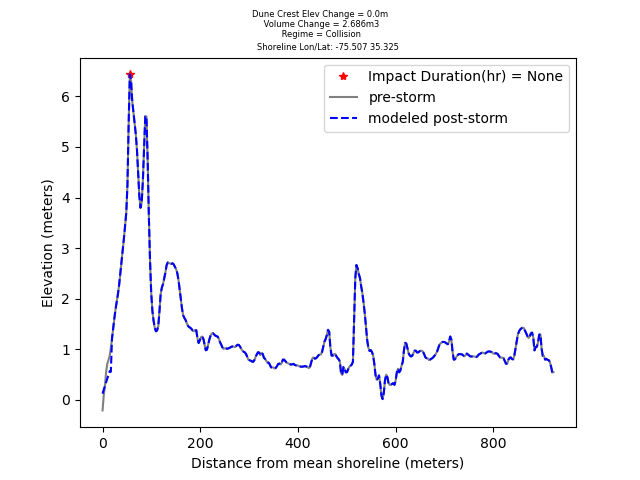 Dune Crest Elev Change = 0.0m
Volume Change = 2.686m3
Regime = Collision
Shoreline Lon/Lat: -75.507 35.325
Impact Duration(hr) = None
pre-storm
modeled post-storm
Elevation (meters)
6
5
4
3
2
1
0
0 200 400 600 800
Distance from mean shoreline (meters)